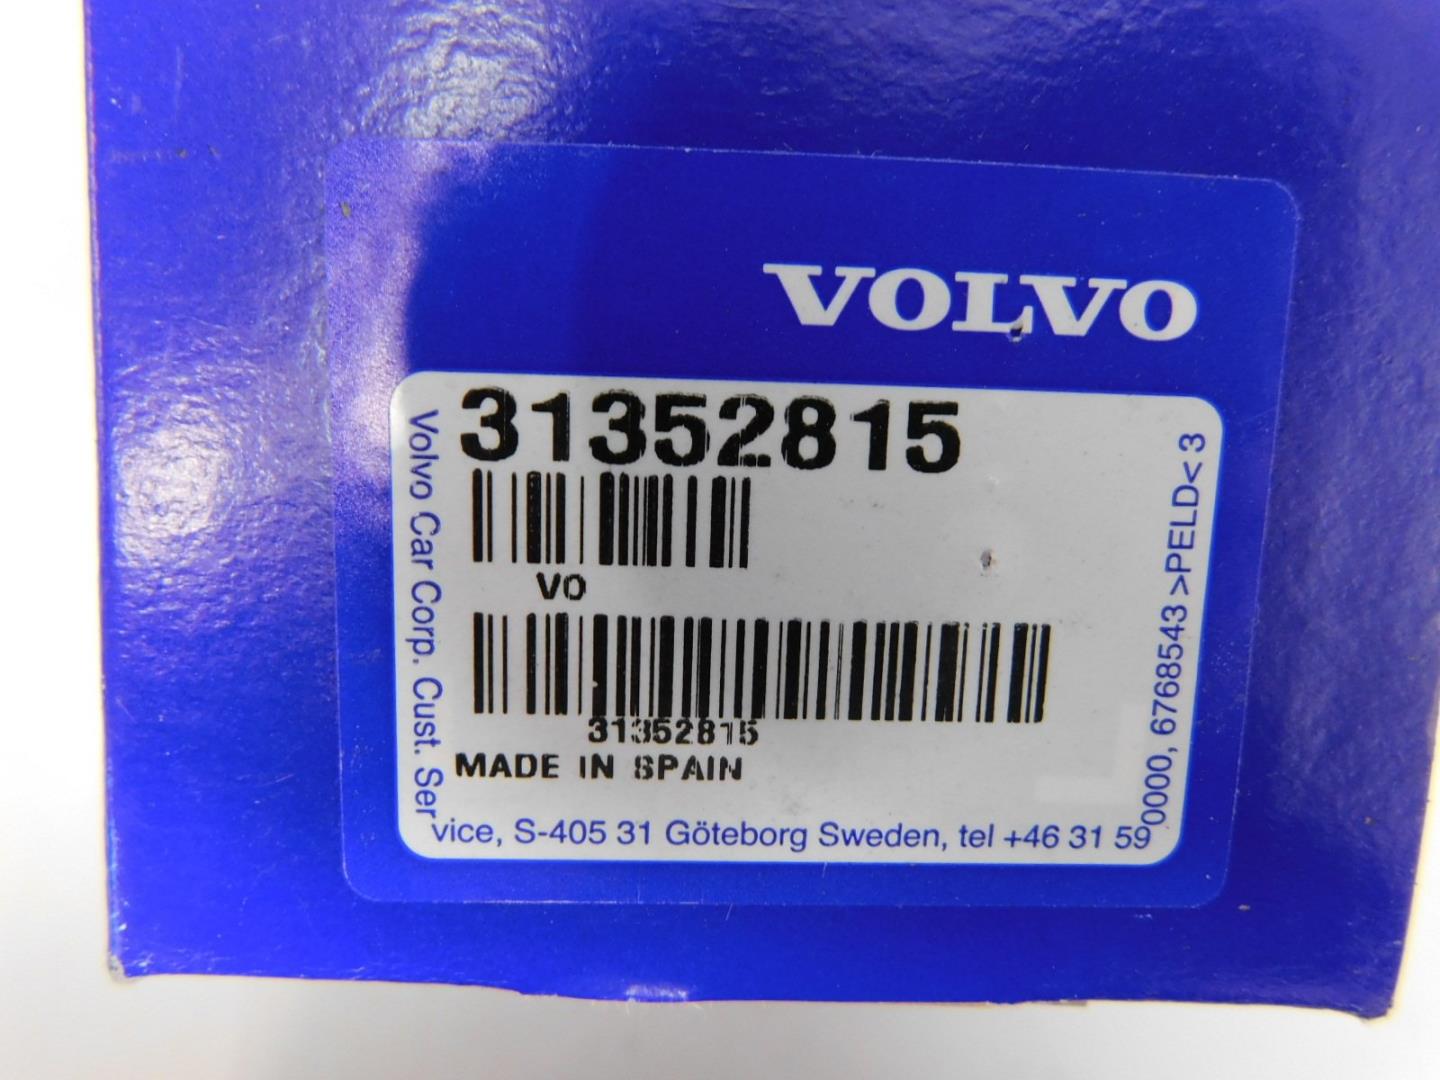 VOLVO
31352815
VO
31352815
MADE IN SPAIN
Volvo Car Corp. Cust. Service, S-405 31 Göteborg Sweden, tel +46 31 590000, 6768543 >PELD< 3